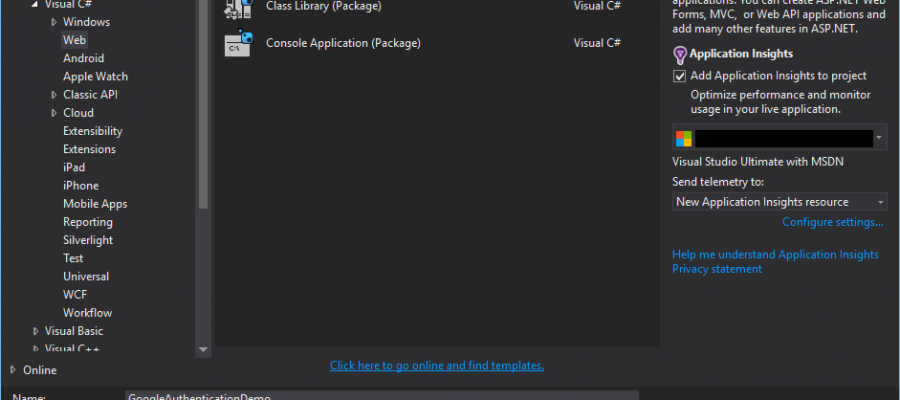 Visual C#
Windows
Web
Android
Apple Watch
Classic API
Cloud
Extensibility
Extensions
iPad
iPhone
Mobile Apps
Reporting
Silverlight
Test
Universal
WCF
Workflow
Visual Basic
Visual C++
Online
Class Library (Package) Visual C#
C:\
Console Application (Package) Visual C#
Click here to go online and find templates.
applications. You can create ASP.NET Web
Forms, MVC, or Web API applications and
add many other features in ASP.NET.
Application Insights
Add Application Insights to project
Optimize performance and monitor
usage in your live application.
Visual Studio Ultimate with MSDN
Send telemetry to:
New Application Insights resource
Configure settings...
Help me understand Application Insights
Privacy statement
Name: GoogleAuthenticationDemo